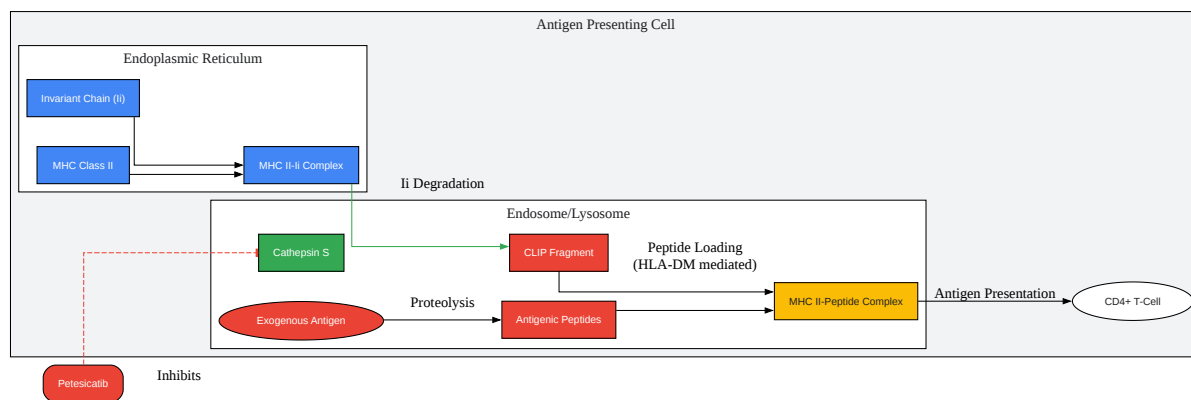 Antigen Presenting Cell
Endoplasmic Reticulum
Invariant Chain (Ii)
MHC Class II
MHC II-Ii Complex
Ii Degradation
Endosome/Lysosome
Cathepsin S
CLIP Fragment
Peptide Loading
(HLA-DM mediated)
Proteolysis
Exogenous Antigen
Antigenic Peptides
MHC II-Peptide Complex
Antigen Presentation
CD4+ T-Cell
Petesicatib
Inhibits